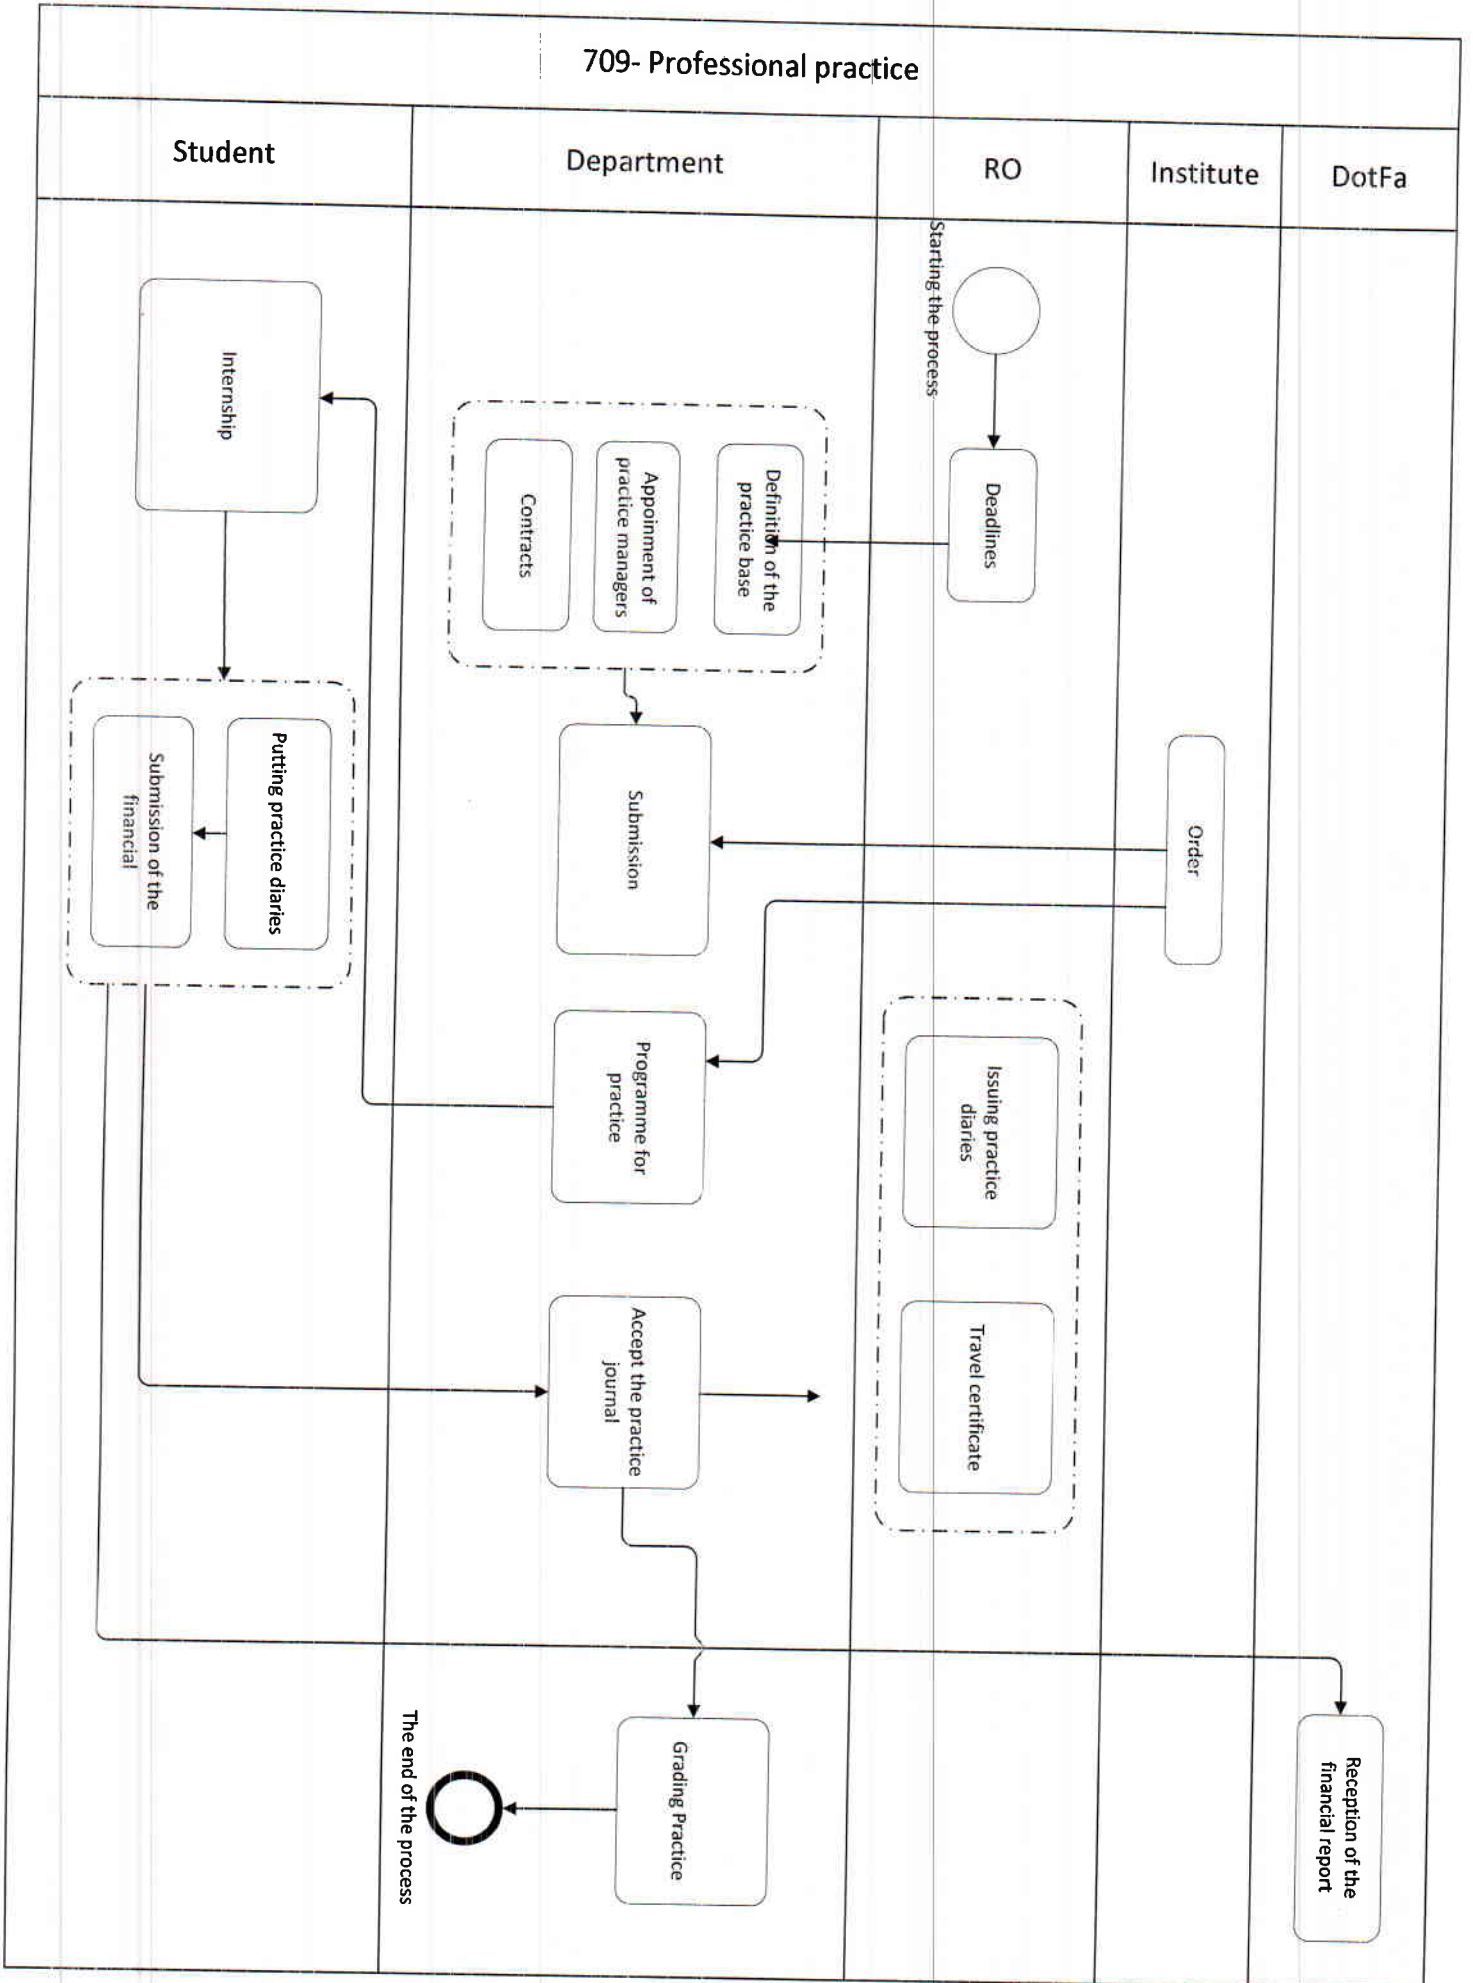 709- Professional practice
Student
Department
RO
Institute
DotFa
Starting the process
Deadlines
Definition of the
practice base
Appoinment of
practice managers
Contracts
Internship
Order
Submission
Putting practice diaries
Submission of the
financial
Issuing practice
diaries
Travel certificate
Programme for
practice
Accept the practice
journal
Grading Practice
The end of the process
Reception of the
financial report